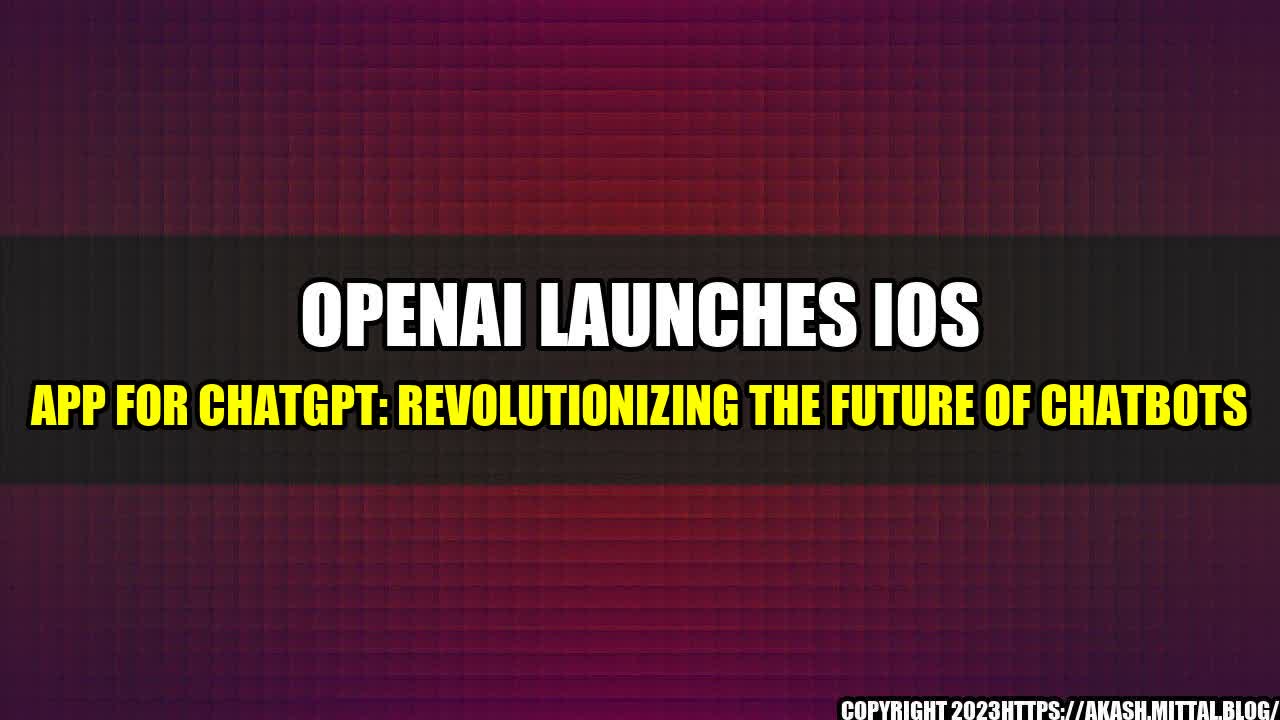 OPENAI LAUNCHES IOS
APP FOR CHATGPT: REVOLUTIONIZING THE FUTURE OF CHATBOTS
COPYRIGHT 2023HTTPS://AKASH.MITTAL.BLOG/